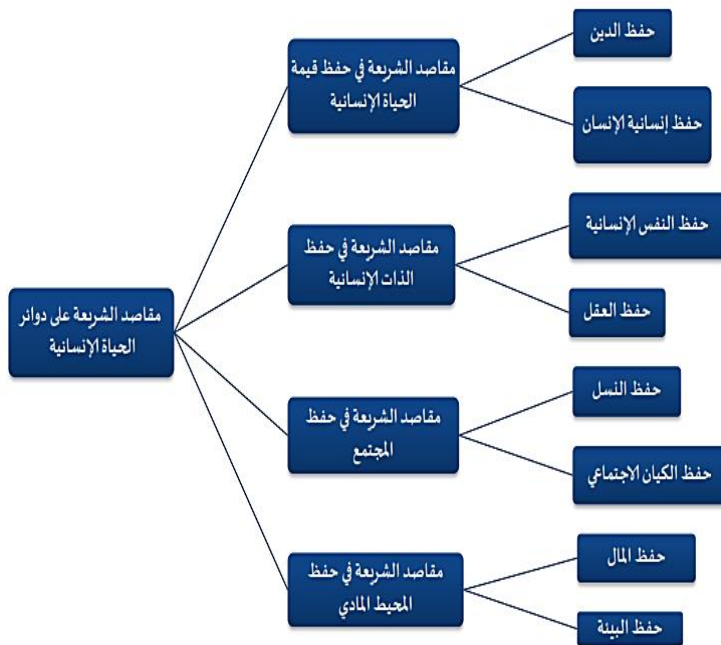 مقاصد الشريعة على دوائر
الحياة الإنسانية
مقاصد الشريعة في حفظ قيمة
الحياة الإنسانية
حفظ الدين
حفظ إنسانية الإنسان
مقاصد الشريعة في حفظ
الذات الإنسانية
حفظ النفس الإنسانية
حفظ العقل
مقاصد الشريعة في حفظ
المجتمع
حفظ النسل
حفظ الكيان الاجتماعي
مقاصد الشريعة في حفظ
المحيط المادي
حفظ المال
حفظ البيئة